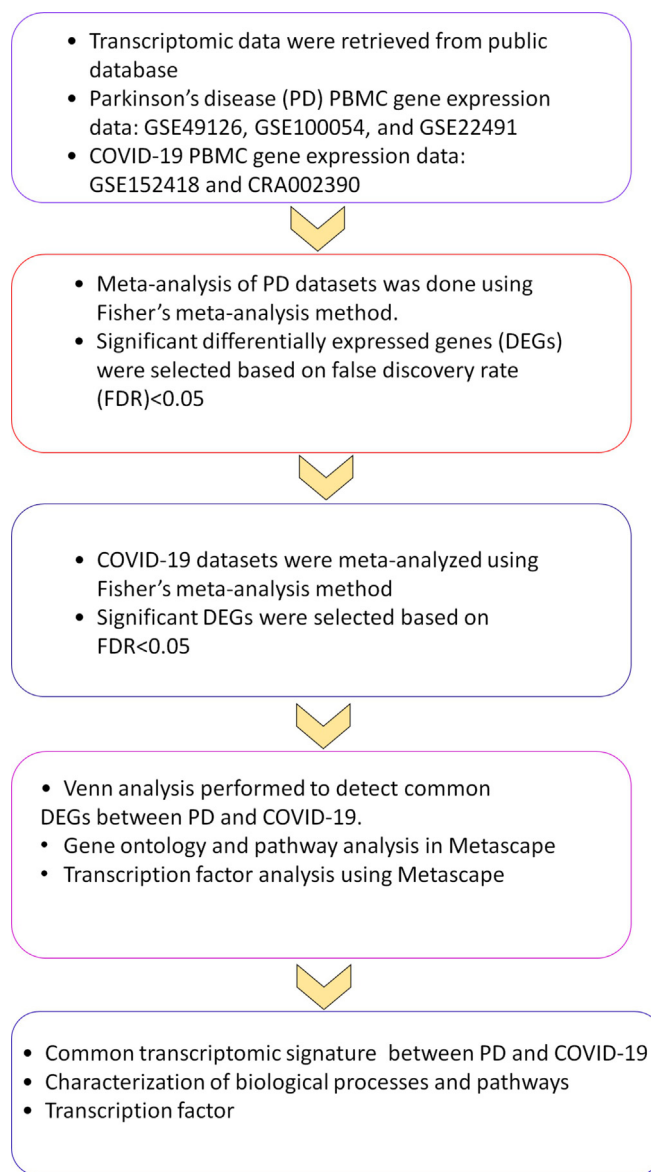 • Transcriptomic data were retrieved from public
database
• Parkinson's disease (PD) PBMC gene expression
data: GSE49126, GSE100054, and GSE22491
• COVID-19 PBMC gene expression data:
GSE152418 and CRA002390
• Meta-analysis of PD datasets was done using
Fisher's meta-analysis method.
• Significant differentially expressed genes (DEGs)
were selected based on false discovery rate
(FDR)<0.05
• COVID-19 datasets were meta-analyzed using
Fisher's meta-analysis method
• Significant DEGs were selected based on
FDR<0.05
• Venn analysis performed to detect common
DEGs between PD and COVID-19.
• Gene ontology and pathway analysis in Metascape
• Transcription factor analysis using Metascape
• Common transcriptomic signature between PD and COVID-19
• Characterization of biological processes and pathways
• Transcription factor